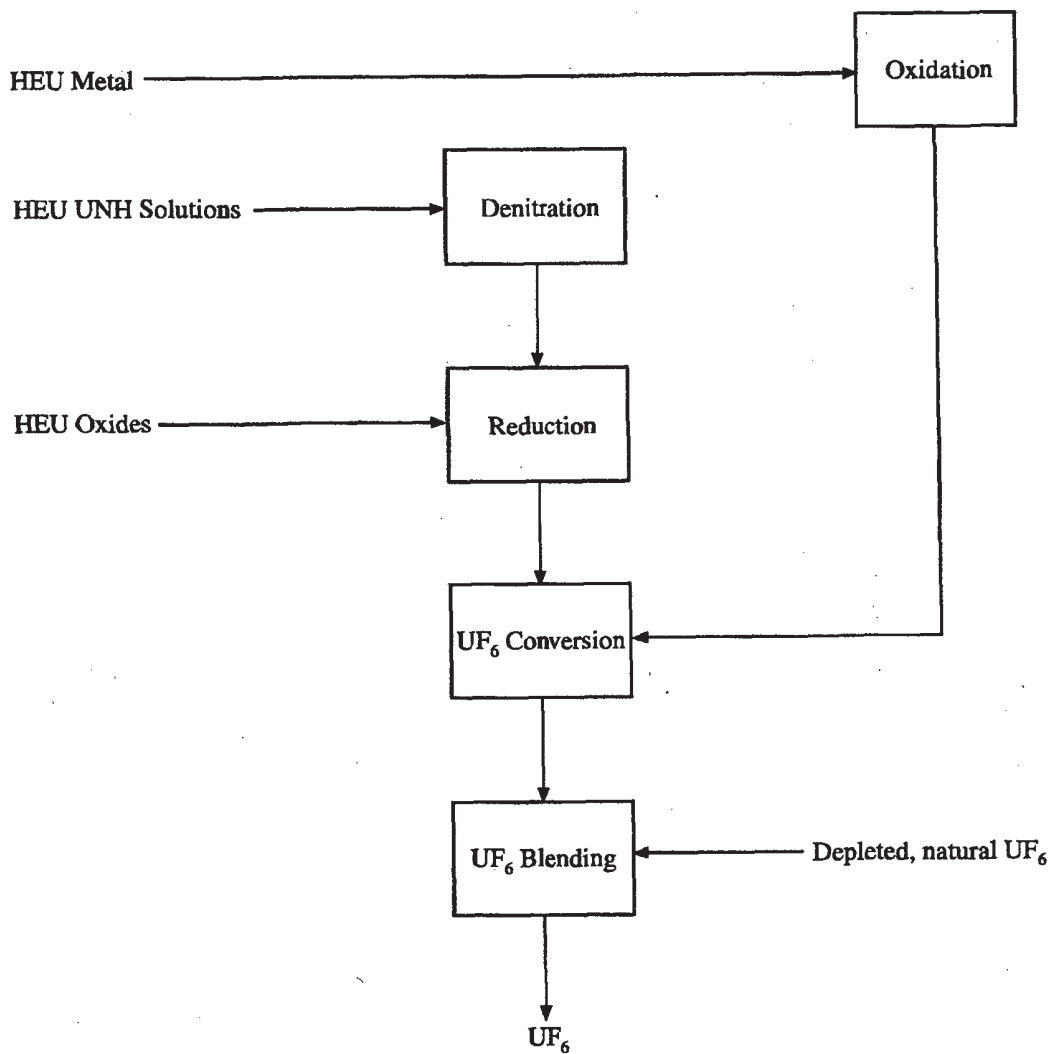 HEU Metal
Oxidation
HEU UNH Solutions
Denitration
HEU Oxides
Reduction
UF₆ Conversion
UF₆ Blending
Depleted, natural UF₆
UF₆